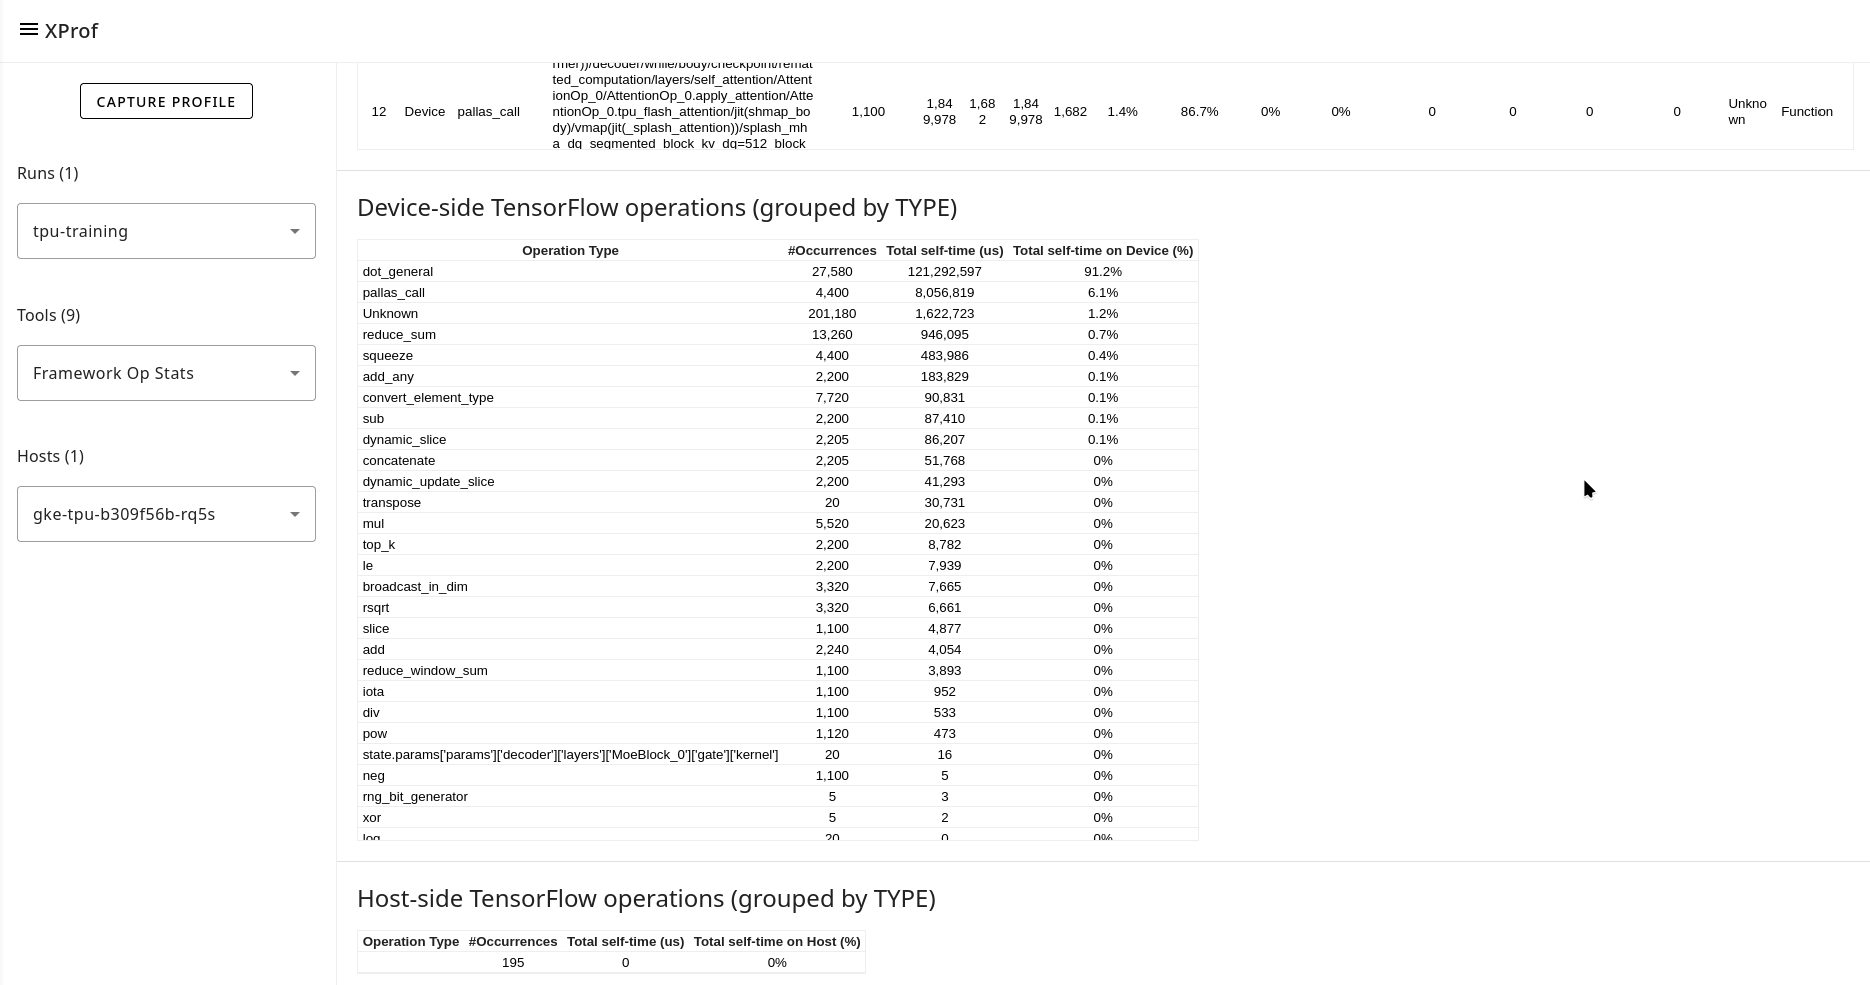 XProf
CAPTURE PROFILE
Runs (1)
tpu-training
Tools (9)
Framework Op Stats
Hosts (1)
gke-tpu-b309f56b-rq5s
rmer))/decoder/while/body/checkpoint/remat
ted_computation/layers/self_attention/Attent
ionOp_0/AttentionOp_0.apply_attention/Atte
ntionOp_0.tpu_flash_attention/jit(shmap_bo
dy)/vmap(jit(_splash_attention))/splash_mh
a_dq_segmented_block_kv_dq=512_block_
12 Device pallas_call 1,100 1,849,978 1,682 1,849,978 1,682 1.4% 86.7% 0% 0% 0 0 0 0 Unknown Function
Device-side TensorFlow operations (grouped by TYPE)
Operation Type #Occurrences Total self-time (us) Total self-time on Device (%)
dot_general 27,580 121,292,597 91.2%
pallas_call 4,400 8,056,819 6.1%
Unknown 201,180 1,622,723 1.2%
reduce_sum 13,260 946,095 0.7%
squeeze 4,400 483,986 0.4%
add_any 2,200 183,829 0.1%
convert_element_type 7,720 90,831 0.1%
sub 2,200 87,410 0.1%
dynamic_slice 2,205 86,207 0.1%
concatenate 2,205 51,768 0%
dynamic_update_slice 2,200 41,293 0%
transpose 20 30,731 0%
mul 5,520 20,623 0%
top_k 2,200 8,782 0%
le 2,200 7,939 0%
broadcast_in_dim 3,320 7,665 0%
rsqrt 3,320 6,661 0%
slice 1,100 4,877 0%
add 2,240 4,054 0%
reduce_window_sum 1,100 3,893 0%
iota 1,100 952 0%
div 1,100 533 0%
pow 1,120 473 0%
state.params['params']['decoder']['layers']['MoeBlock_0']['gate']['kernel'] 20 16 0%
neg 1,100 5 0%
rng_bit_generator 5 3 0%
xor 5 2 0%
log 20 0 0%
Host-side TensorFlow operations (grouped by TYPE)
Operation Type #Occurrences Total self-time (us) Total self-time on Host (%)
195 0 0%